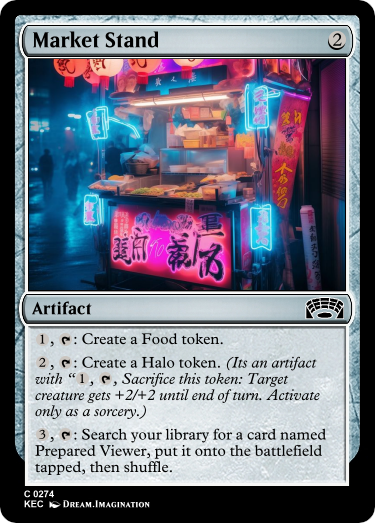 Market Stand 2
Artifact
1, T: Create a Food token.
2, T: Create a Halo token. (Its an artifact
with “1, T, Sacrifice this token: Target
creature gets +2/+2 until end of turn. Activate
only as a sorcery.)
3, T: Search your library for a card named
Prepared Viewer, put it onto the battlefield
tapped, then shuffle.
C 0274
KEC DREAM.IMAGINATION